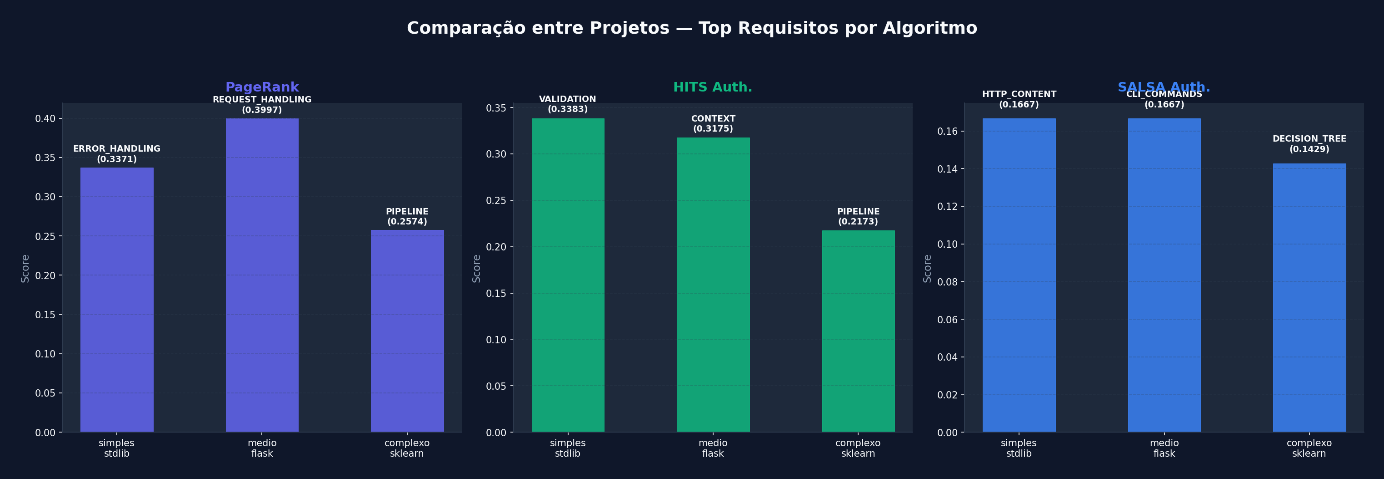 Comparação entre Projetos — Top Requisitos por Algoritmo
PageRank
REQUEST_HANDLING
(0.3997)
ERROR_HANDLING
(0.3371)
PIPELINE
(0.2574)
Score
0.40
0.35
0.30
0.25
0.20
0.15
0.10
0.05
0.00
simples
stdlib
medio
flask
complexo
sklearn
HITS Auth.
VALIDATION
(0.3383)
CONTEXT
(0.3175)
PIPELINE
(0.2173)
Score
0.35
0.30
0.25
0.20
0.15
0.10
0.05
0.00
simples
stdlib
medio
flask
complexo
sklearn
SALSA Auth.
HTTP_CONTENT
(0.1667)
CLI_COMMANDS
(0.1667)
DECISION_TREE
(0.1429)
Score
0.16
0.14
0.12
0.10
0.08
0.06
0.04
0.02
0.00
simples
stdlib
medio
flask
complexo
sklearn